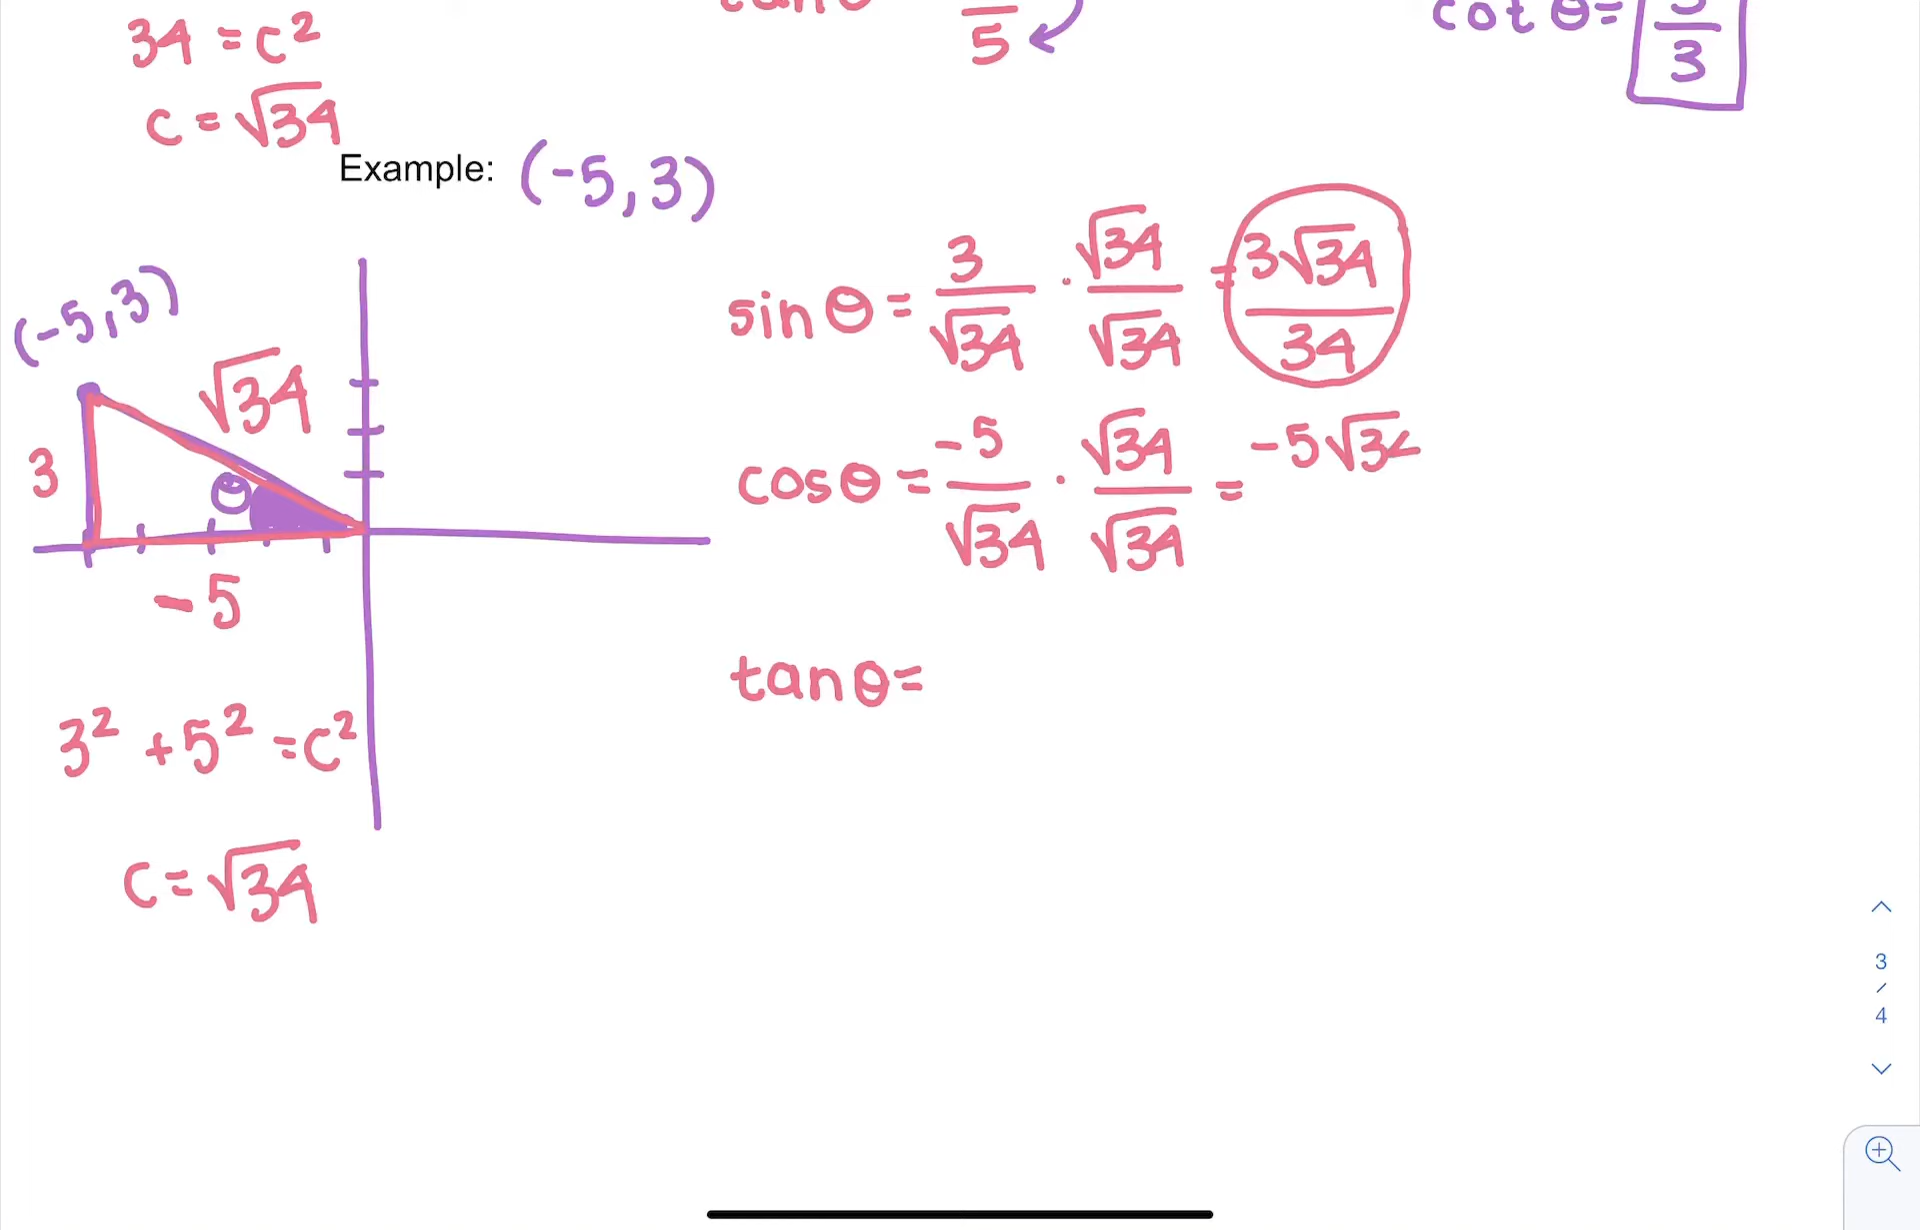 34 = c²
c = √34
5
cot θ =
3
Example: (-5,3)
(-5,3)
√34
3
θ
-5
3² + 5² = c²
c = √34
sin θ = 3/√34 · √34/√34 = 3√34/34
cos θ = -5/√34 · √34/√34 = -5√3
tan θ =
3
/
4